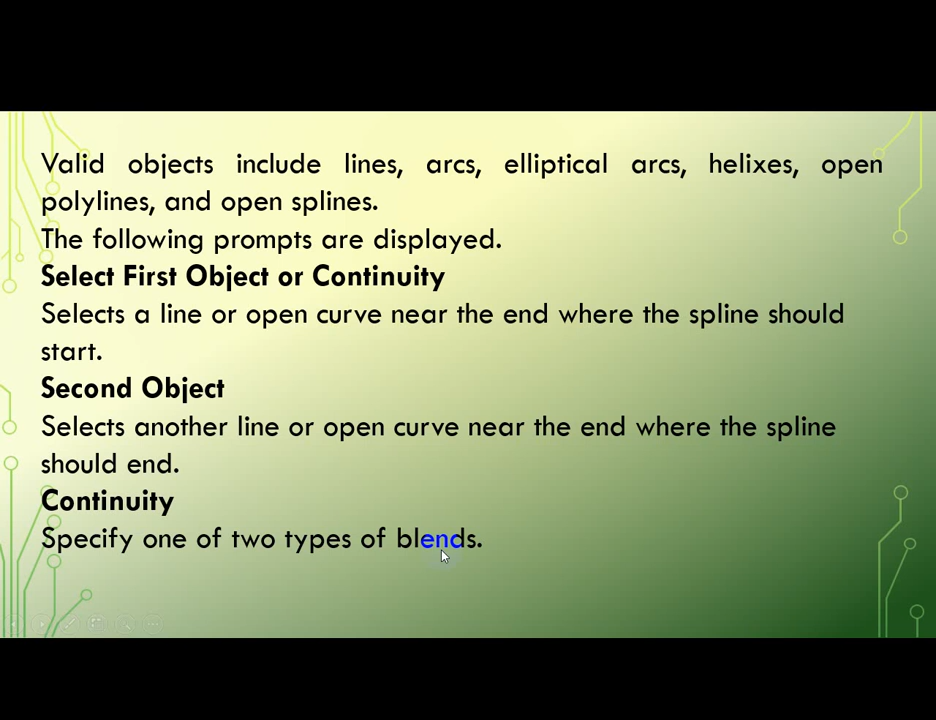 Valid objects include lines, arcs, elliptical arcs, helixes, open
polylines, and open splines.
The following prompts are displayed.
Select First Object or Continuity
Selects a line or open curve near the end where the spline should
start.
Second Object
Selects another line or open curve near the end where the spline
should end.
Continuity
Specify one of two types of blends.